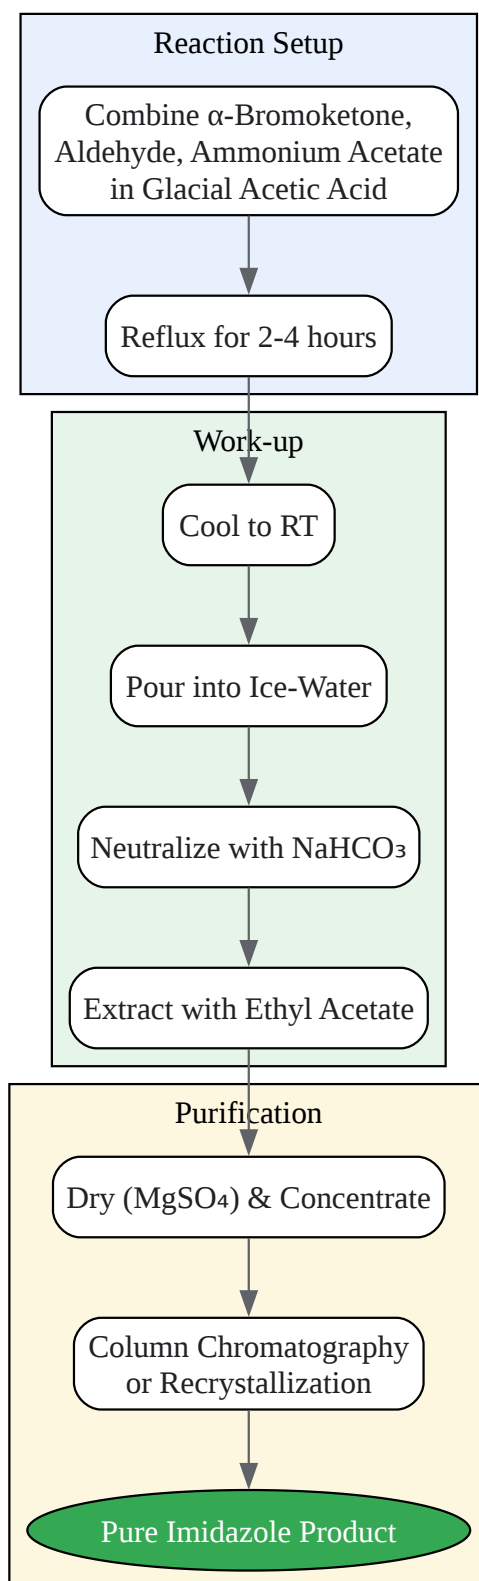 Reaction Setup
Combine α-Bromoketone,
Aldehyde, Ammonium Acetate
in Glacial Acetic Acid
Reflux for 2-4 hours
Work-up
Cool to RT
Pour into Ice-Water
Neutralize with NaHCO₃
Extract with Ethyl Acetate
Purification
Dry (MgSO₄) & Concentrate
Column Chromatography
or Recrystallization
Pure Imidazole Product